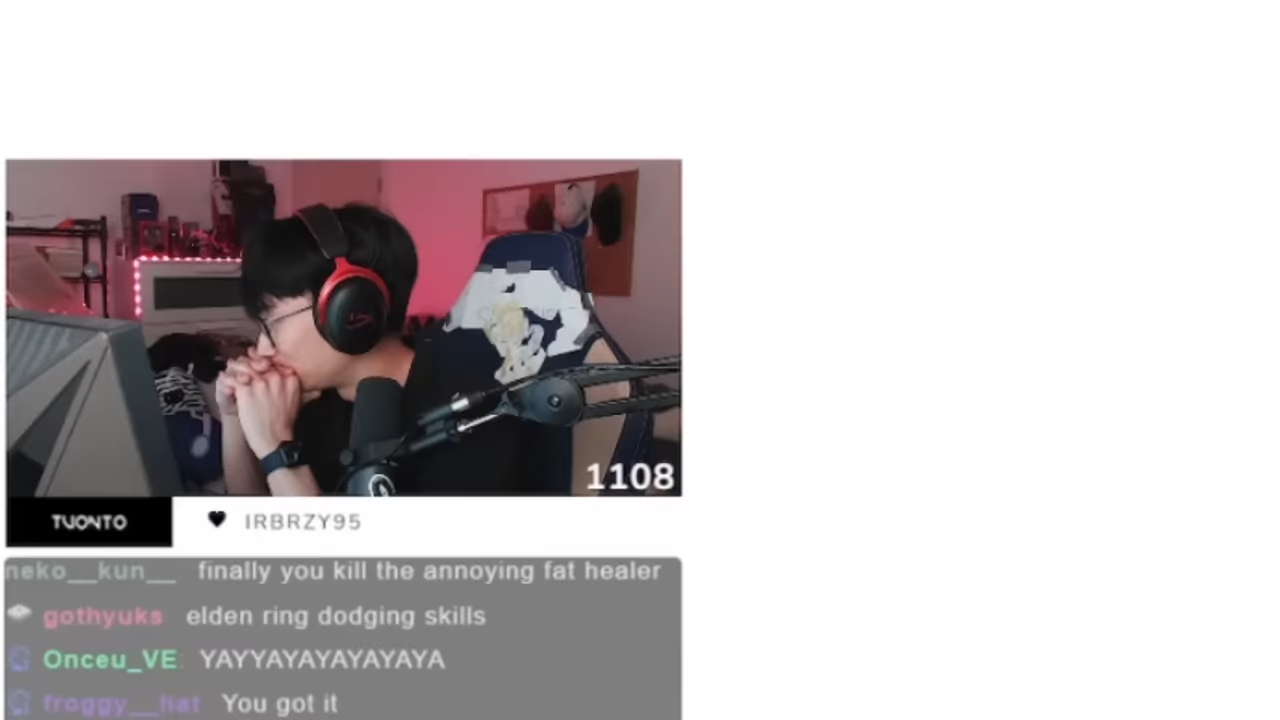 1108
TUONTO
IRBRZY95
neko__kun__ finally you kill the annoying fat healer
gothyuks elden ring dodging skills
Onceu_VE: YAYYAYAYAYAYAYA
froggy__hat You got it